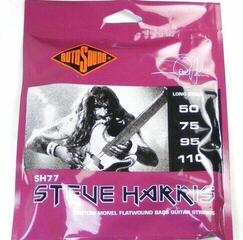 ROTOSOUND
LONG SCALE
50
75
95
110
SH77
STEVE HARRIS
CUSTOM MONEL FLATWOUND BASS GUITAR STRINGS